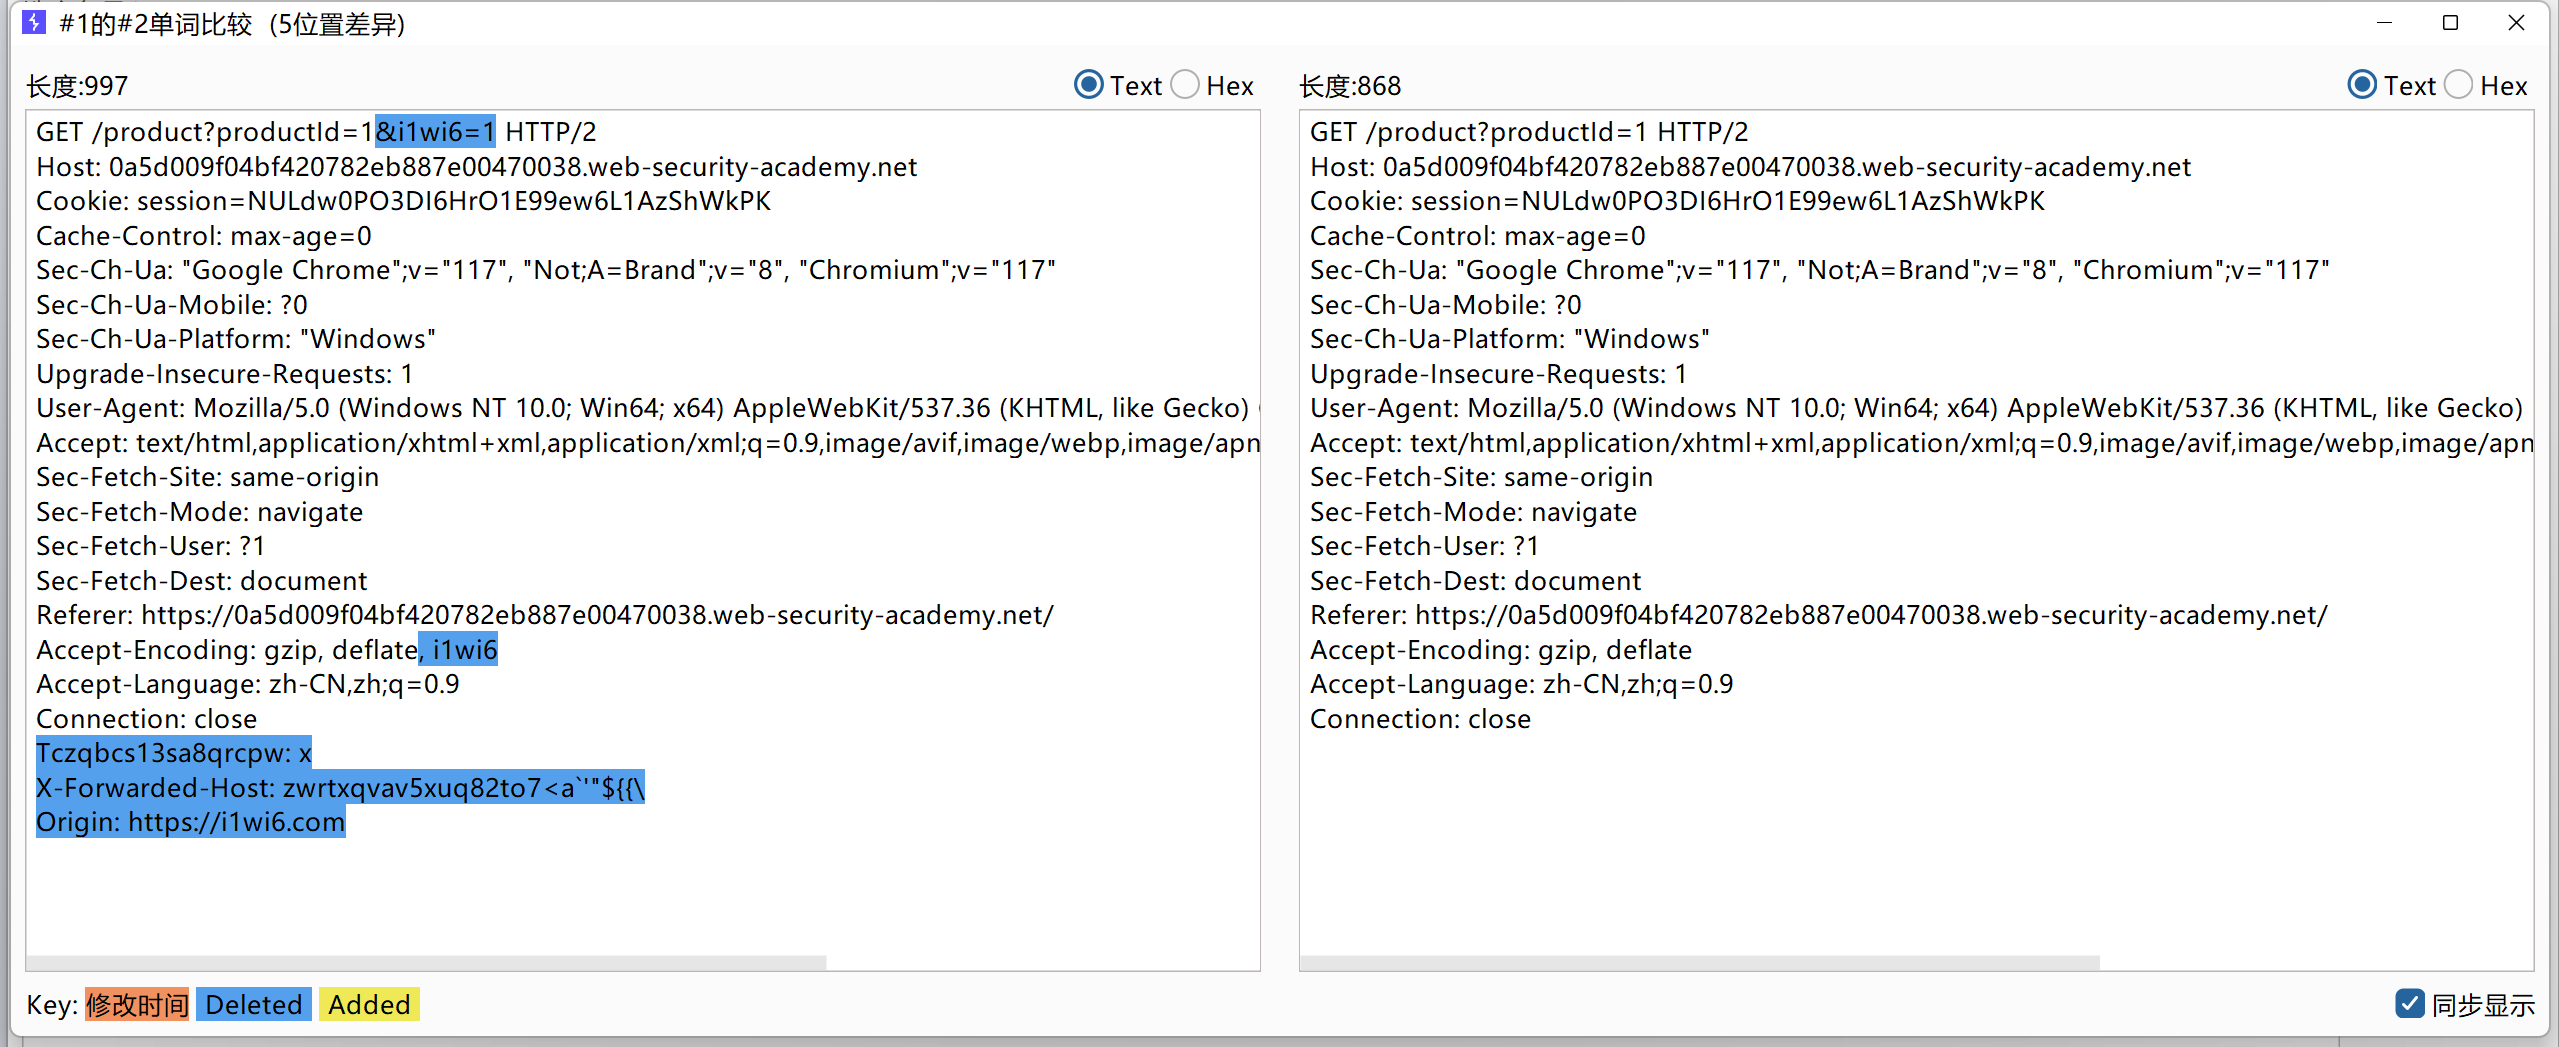 #1的#2单词比较 (5位置差异)
长度:997
Text
Hex
GET /product?productId=1&i1wi6=1 HTTP/2
Host: 0a5d009f04bf420782eb887e00470038.web-security-academy.net
Cookie: session=NULdw0PO3DI6HrO1E99ew6L1AzShWkPK
Cache-Control: max-age=0
Sec-Ch-Ua: "Google Chrome";v="117", "Not;A=Brand";v="8", "Chromium";v="117"
Sec-Ch-Ua-Mobile: ?0
Sec-Ch-Ua-Platform: "Windows"
Upgrade-Insecure-Requests: 1
User-Agent: Mozilla/5.0 (Windows NT 10.0; Win64; x64) AppleWebKit/537.36 (KHTML, like Gecko)
Accept: text/html,application/xhtml+xml,application/xml;q=0.9,image/avif,image/webp,image/apn
Sec-Fetch-Site: same-origin
Sec-Fetch-Mode: navigate
Sec-Fetch-User: ?1
Sec-Fetch-Dest: document
Referer: https://0a5d009f04bf420782eb887e00470038.web-security-academy.net/
Accept-Encoding: gzip, deflate, i1wi6
Accept-Language: zh-CN,zh;q=0.9
Connection: close
Tczqbcs13sa8qrcpw: x
X-Forwarded-Host: zwrtxqvav5xuq82to7<a`'"${{\
Origin: https://i1wi6.com
长度:868
Text
Hex
GET /product?productId=1 HTTP/2
Host: 0a5d009f04bf420782eb887e00470038.web-security-academy.net
Cookie: session=NULdw0PO3DI6HrO1E99ew6L1AzShWkPK
Cache-Control: max-age=0
Sec-Ch-Ua: "Google Chrome";v="117", "Not;A=Brand";v="8", "Chromium";v="117"
Sec-Ch-Ua-Mobile: ?0
Sec-Ch-Ua-Platform: "Windows"
Upgrade-Insecure-Requests: 1
User-Agent: Mozilla/5.0 (Windows NT 10.0; Win64; x64) AppleWebKit/537.36 (KHTML, like Gecko)
Accept: text/html,application/xhtml+xml,application/xml;q=0.9,image/avif,image/webp,image/apn
Sec-Fetch-Site: same-origin
Sec-Fetch-Mode: navigate
Sec-Fetch-User: ?1
Sec-Fetch-Dest: document
Referer: https://0a5d009f04bf420782eb887e00470038.web-security-academy.net/
Accept-Encoding: gzip, deflate
Accept-Language: zh-CN,zh;q=0.9
Connection: close
Key: 修改时间 Deleted Added
同步显示